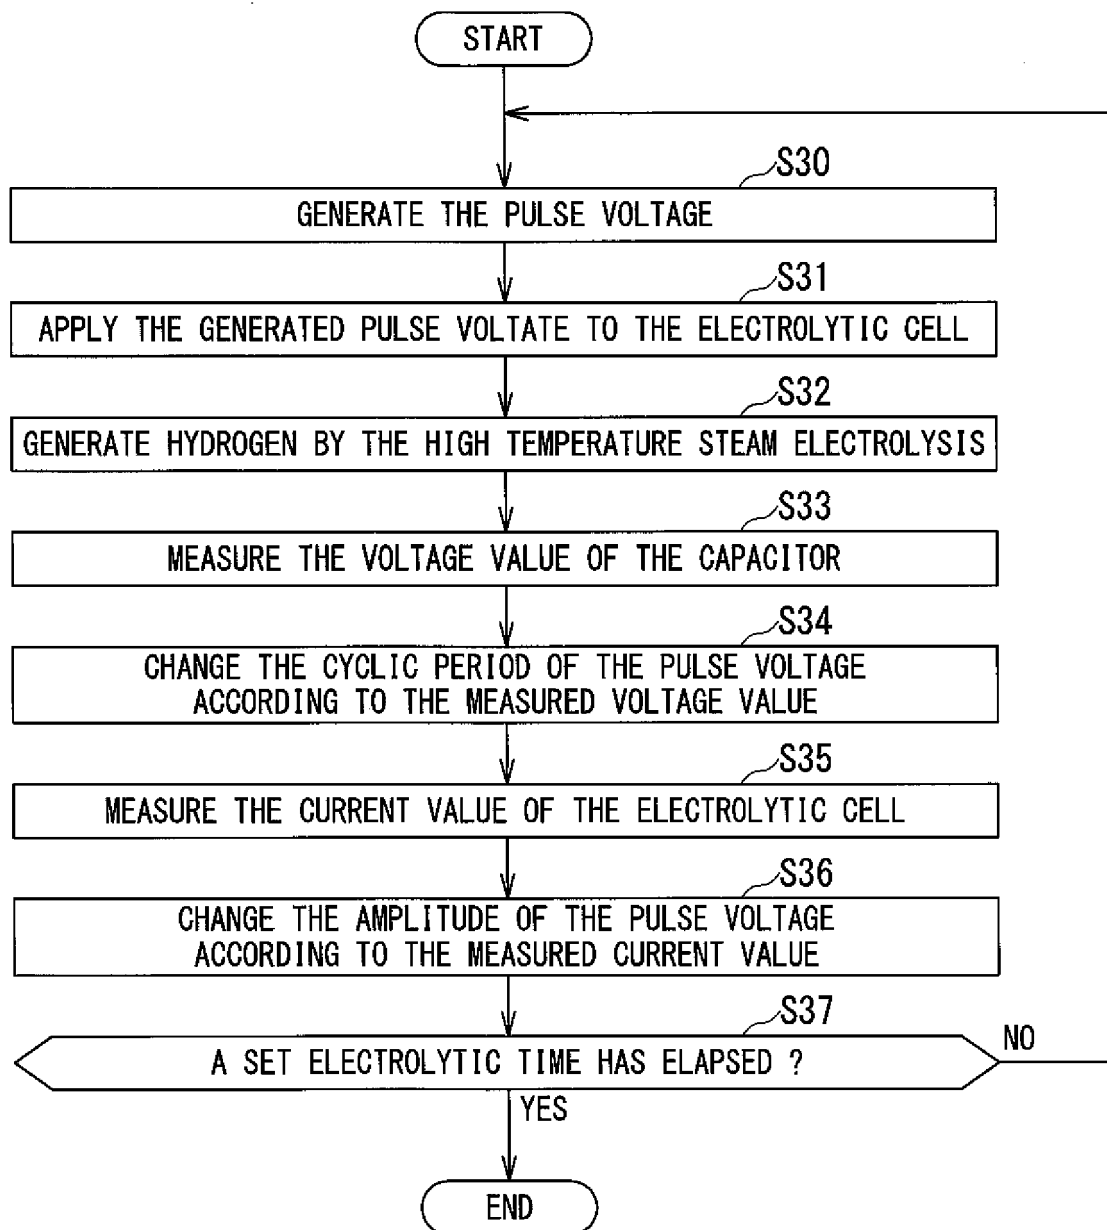 START
S30
GENERATE THE PULSE VOLTAGE
S31
APPLY THE GENERATED PULSE VOLTATE TO THE ELECTROLYTIC CELL
S32
GENERATE HYDROGEN BY THE HIGH TEMPERATURE STEAM ELECTROLYSIS
S33
MEASURE THE VOLTAGE VALUE OF THE CAPACITOR
S34
CHANGE THE CYCLIC PERIOD OF THE PULSE VOLTAGE
ACCORDING TO THE MEASURED VOLTAGE VALUE
S35
MEASURE THE CURRENT VALUE OF THE ELECTROLYTIC CELL
S36
CHANGE THE AMPLITUDE OF THE PULSE VOLTAGE
ACCORDING TO THE MEASURED CURRENT VALUE
S37
A SET ELECTROLYTIC TIME HAS ELAPSED ?
NO
YES
END